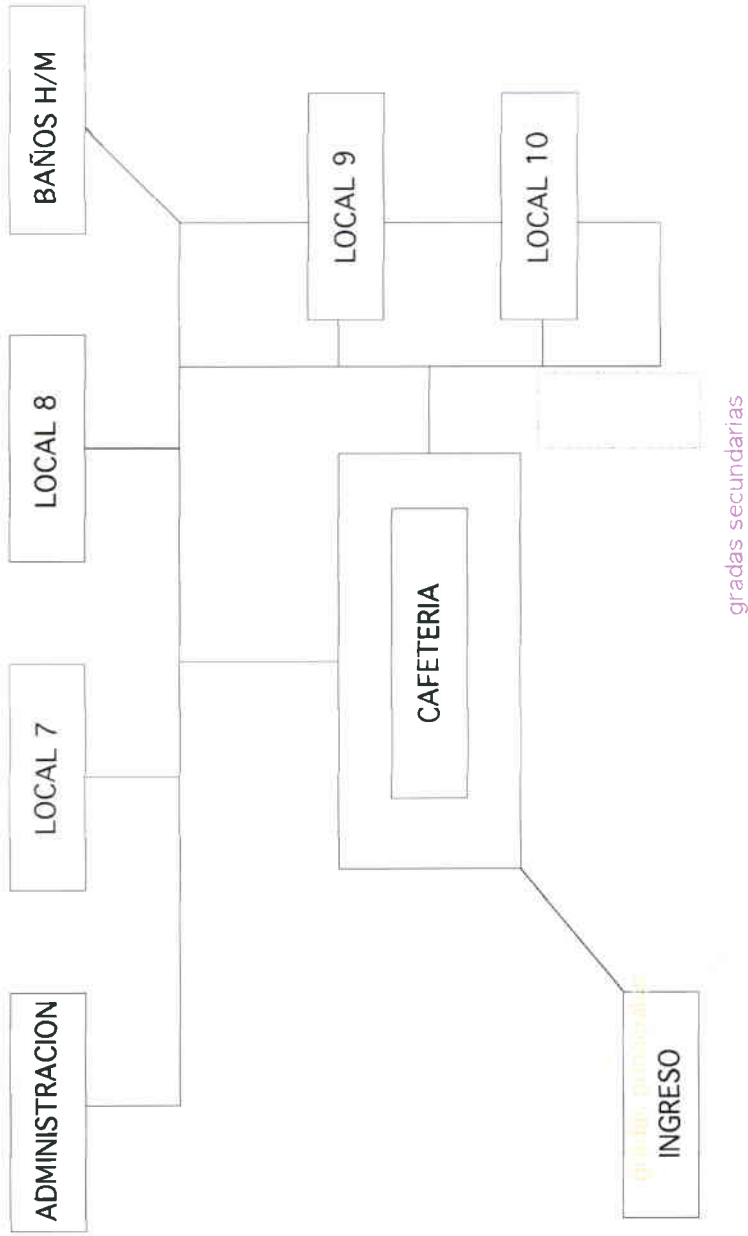 ADMINISTRACION
LOCAL 7
LOCAL 8
BAÑOS H/M
LOCAL 9
LOCAL 10
CAFETERIA
gradas secundarias
INGRESO